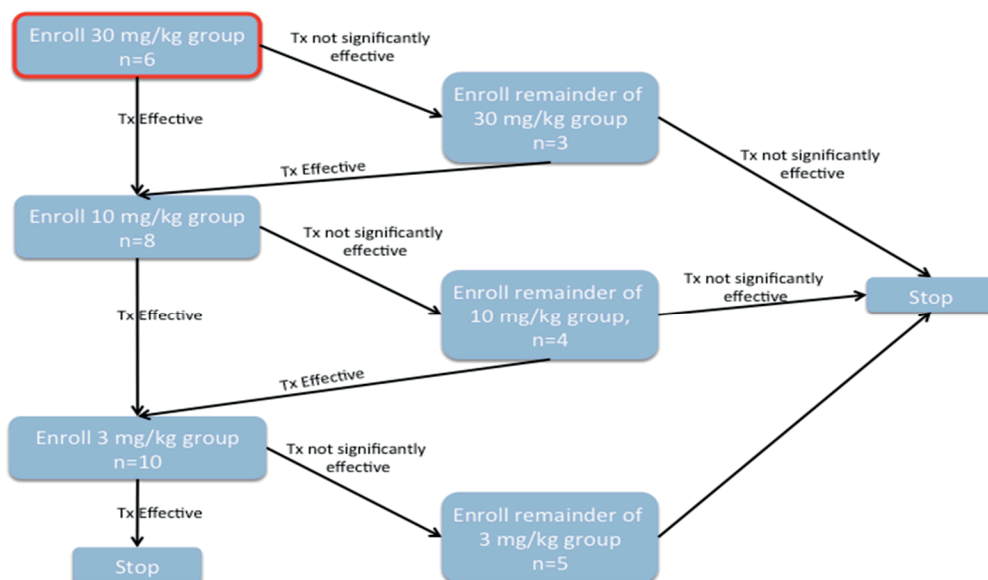 Enroll 30 mg/kg group
n=6
Tx not significantly
effective
Tx Effective
Enroll remainder of
30 mg/kg group
n=3
Tx not significantly
effective
Tx Effective
Enroll 10 mg/kg group
n=8
Tx not significantly
effective
Tx Effective
Enroll remainder of
10 mg/kg group,
n=4
Tx not significantly
effective
Stop
Tx Effective
Enroll 3 mg/kg group
n=10
Tx not significantly
effective
Tx Effective
Enroll remainder of
3 mg/kg group
n=5
Stop